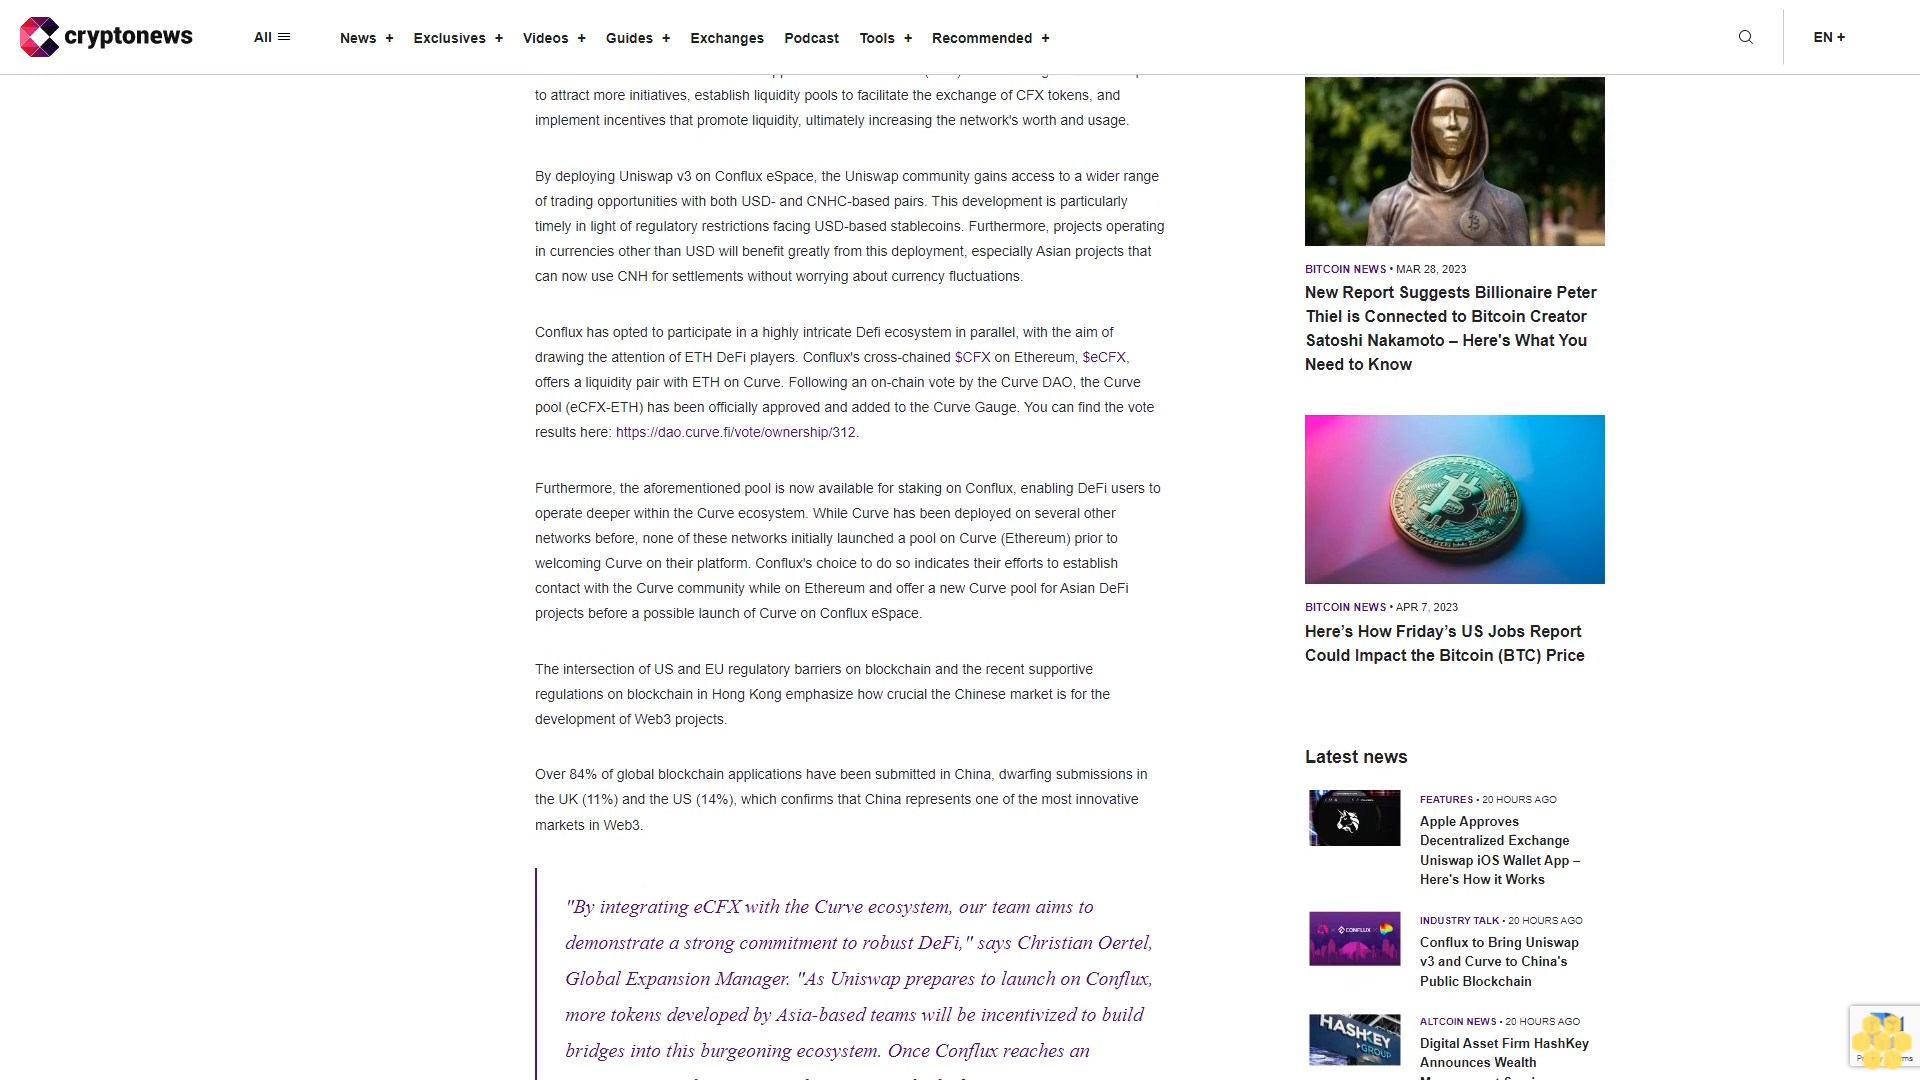 cryptonews
All
News +
Exclusives +
Videos +
Guides +
Exchanges
Podcast
Tools +
Recommended +
EN +
to attract more initiatives, establish liquidity pools to facilitate the exchange of CFX tokens, and
implement incentives that promote liquidity, ultimately increasing the network's worth and usage.
By deploying Uniswap v3 on Conflux eSpace, the Uniswap community gains access to a wider range
of trading opportunities with both USD- and CNHC-based pairs. This development is particularly
timely in light of regulatory restrictions facing USD-based stablecoins. Furthermore, projects operating
in currencies other than USD will benefit greatly from this deployment, especially Asian projects that
can now use CNH for settlements without worrying about currency fluctuations.
Conflux has opted to participate in a highly intricate Defi ecosystem in parallel, with the aim of
drawing the attention of ETH DeFi players. Conflux's cross-chained $CFX on Ethereum, $eCFX,
offers a liquidity pair with ETH on Curve. Following an on-chain vote by the Curve DAO, the Curve
pool (eCFX-ETH) has been officially approved and added to the Curve Gauge. You can find the vote
results here: https://dao.curve.fi/vote/ownership/312.
Furthermore, the aforementioned pool is now available for staking on Conflux, enabling DeFi users to
operate deeper within the Curve ecosystem. While Curve has been deployed on several other
networks before, none of these networks initially launched a pool on Curve (Ethereum) prior to
welcoming Curve on their platform. Conflux's choice to do so indicates their efforts to establish
contact with the Curve community while on Ethereum and offer a new Curve pool for Asian DeFi
projects before a possible launch of Curve on Conflux eSpace.
The intersection of US and EU regulatory barriers on blockchain and the recent supportive
regulations on blockchain in Hong Kong emphasize how crucial the Chinese market is for the
development of Web3 projects.
Over 84% of global blockchain applications have been submitted in China, dwarfing submissions in
the UK (11%) and the US (14%), which confirms that China represents one of the most innovative
markets in Web3.
"By integrating eCFX with the Curve ecosystem, our team aims to
demonstrate a strong commitment to robust DeFi," says Christian Oertel,
Global Expansion Manager. "As Uniswap prepares to launch on Conflux,
more tokens developed by Asia-based teams will be incentivized to build
bridges into this burgeoning ecosystem. Once Conflux reaches an
BITCOIN NEWS • MAR 28, 2023
New Report Suggests Billionaire Peter
Thiel is Connected to Bitcoin Creator
Satoshi Nakamoto – Here's What You
Need to Know
BITCOIN NEWS • APR 7, 2023
Here’s How Friday’s US Jobs Report
Could Impact the Bitcoin (BTC) Price
Latest news
FEATURES • 20 HOURS AGO
Apple Approves
Decentralized Exchange
Uniswap iOS Wallet App –
Here's How it Works
CONFLUX
INDUSTRY TALK • 20 HOURS AGO
Conflux to Bring Uniswap
v3 and Curve to China's
Public Blockchain
HASHKEY
GROUP
ALTCOIN NEWS • 20 HOURS AGO
Digital Asset Firm HashKey
Announces Wealth